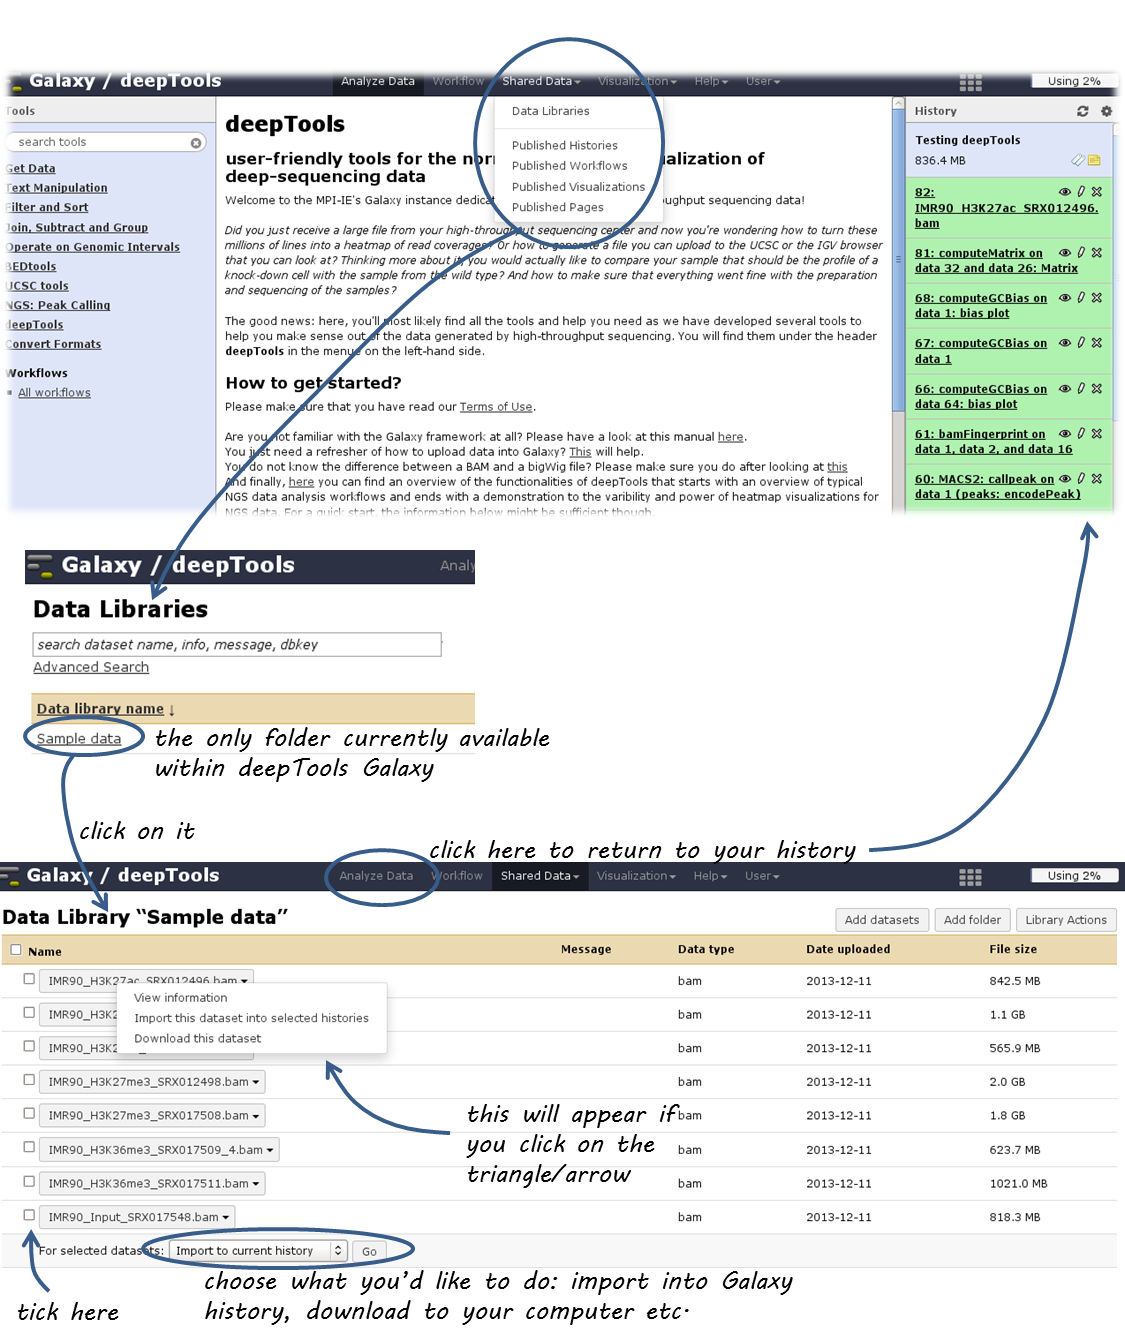 Galaxy / deepTools
Analyze Data Workflow Shared Data Visualization Help User
Using 2%
Tools
search tools
Get Data
Text Manipulation
Filter and Sort
Join, Subtract and Group
Operate on Genomic Intervals
BEDtools
UCSC tools
NGS: Peak Calling
deepTools
Convert Formats
Workflows
All workflows
Data Libraries
Published Histories
Published Workflows
Published Visualizations
Published Pages
deepTools
user-friendly tools for the nor alization of
deep-sequencing data
Welcome to the MPI-IE's Galaxy instance dedicat oughput sequencing data!
Did you just receive a large file from your high-throughput sequencing center and now you're wondering how to turn these
millions of lines into a heatmap of read coverages? Or how to generate a file you can upload to the UCSC or the IGV browser
that you can look at? Thinking more about it, you would actually like to compare your sample that should be the profile of a
knock-down cell with the sample from the wild type? And how to make sure that everything went fine with the preparation
and sequencing of the samples?
The good news: here, you'll most likely find all the tools and help you need as we have developed several tools to
help you make sense out of the data generated by high-throughput sequencing. You will find them under the header
deepTools in the menue on the left-hand side.
How to get started?
Please make sure that you have read our Terms of Use.
Are you not familiar with the Galaxy framework at all? Please have a look at this manual here.
You just need a refresher of how to upload data into Galaxy? This will help.
You do not know the difference between a BAM and a bigWig file? Please make sure you do after looking at this
And finally, here you can find an overview of the functionalities of deepTools that starts with an overview of typical
NGS data analysis workflows and ends with a demonstration to the varibility and power of heatmap visualizations for
NGS data. For a quick start, the information below might be sufficient though.
History
Testing deepTools
836.4 MB
82:
IMR90_H3K27ac_SRX012496.
bam
81: computeMatrix on
data 32 and data 26: Matrix
68: computeGCBias on
data 1: bias plot
67: computeGCBias on
data 1
66: computeGCBias on
data 64: bias plot
61: bamFingerprint on
data 1, data 2, and data 16
60: MACS2: callpeak on
data 1 (peaks: encodePeak)
Galaxy / deepTools
Analy
Data Libraries
search dataset name, info, message, dbkey
Advanced Search
Data library name ↓
Sample data
the only folder currently available
within deepTools Galaxy
click on it
click here to return to your history
Galaxy / deepTools
Analyze Data Workflow Shared Data Visualization Help User
Using 2%
Data Library “Sample data”
Add datasets Add folder Library Actions
Name Message Data type Date uploaded File size
IMR90_H3K27ac_SRX012496.bam bam 2013-12-11 842.5 MB
IMR90_H3K2 bam 2013-12-11 1.1 GB
IMR90_H3K2 bam 2013-12-11 565.9 MB
View information
Import this dataset into selected histories
Download this dataset
IMR90_H3K27me3_SRX012498.bam bam 2013-12-11 2.0 GB
IMR90_H3K27me3_SRX017508.bam bam 2013-12-11 1.8 GB
IMR90_H3K36me3_SRX017509_4.bam bam 2013-12-11 623.7 MB
IMR90_H3K36me3_SRX017511.bam bam 2013-12-11 1021.0 MB
IMR90_Input_SRX017548.bam bam 2013-12-11 818.3 MB
this will appear if
you click on the
triangle/arrow
For selected datasets: Import to current history Go
choose what you'd like to do: import into Galaxy
history, download to your computer etc.
tick here